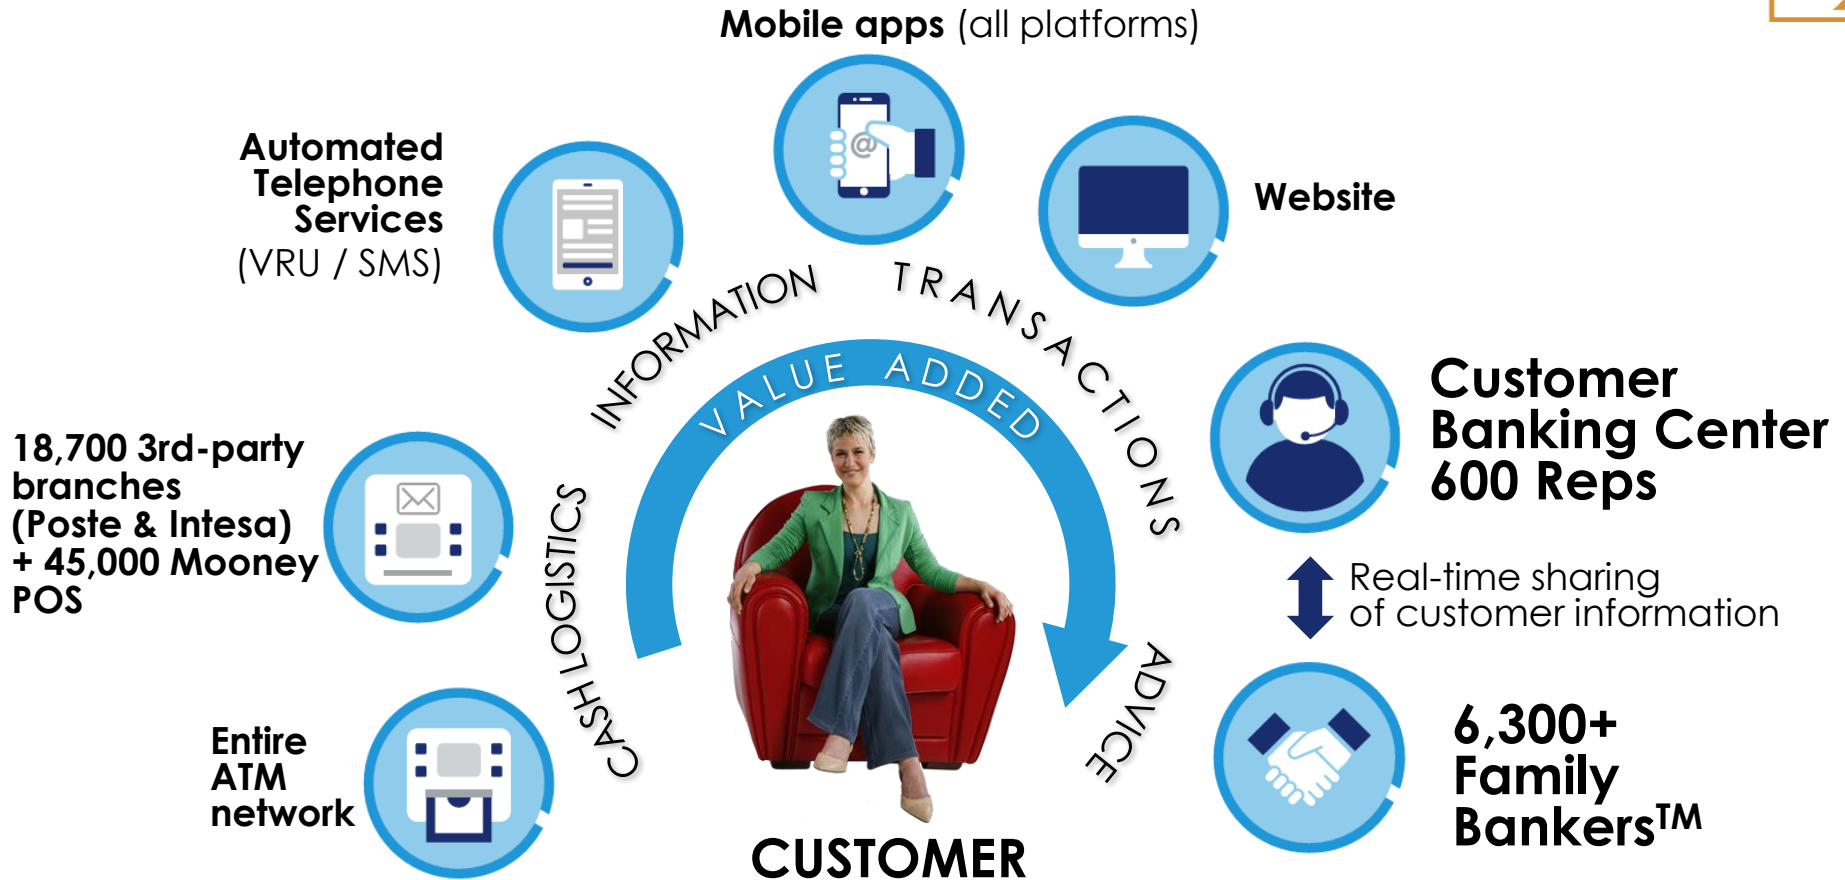 Mobile apps (all platforms)
Automated
Telephone
Services
(VRU / SMS)
Website
INFORMATION
TRANSACTIONS
VALUE ADDED
Customer
Banking Center
600 Reps
18,700 3rd-party
branches
(Poste & Intesa)
+ 45,000 Mooney
POS
CASH LOGISTICS
Real-time sharing
of customer information
ADVICE
Entire
ATM
network
6,300+
Family
Bankers™
CUSTOMER
@